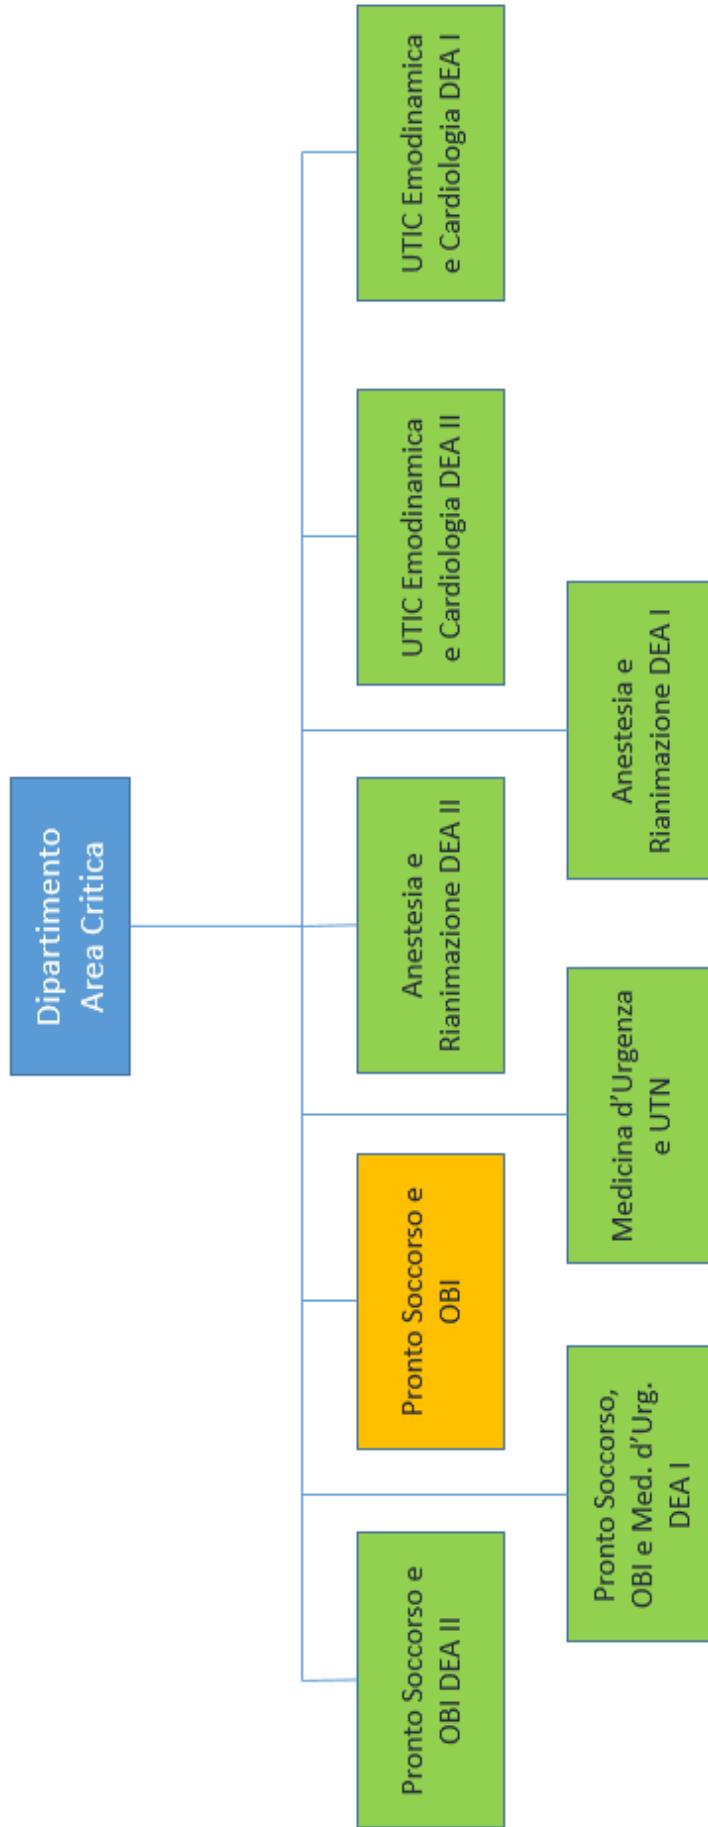 Dipartimento
Area Critica
Pronto Soccorso e
OBI DEA II
Pronto Soccorso e
OBI
Anestesia e
Rianimazione DEA II
UTIC Emodinamica
e Cardiologia DEA II
UTIC Emodinamica
e Cardiologia DEA I
Pronto Soccorso,
OBI e Med. d’Urg.
DEA I
Medicina d’Urgenza
e UTN
Anestesia e
Rianimazione DEA I